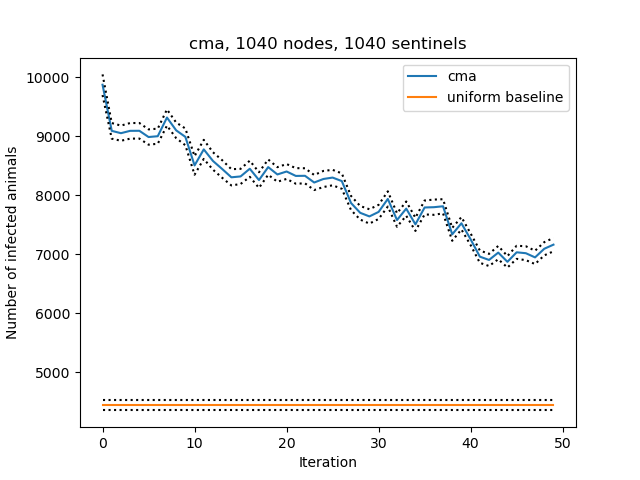 cma, 1040 nodes, 1040 sentinels
cma
uniform baseline
Number of infected animals
10000
9000
8000
7000
6000
5000
0 10 20 30 40 50
Iteration